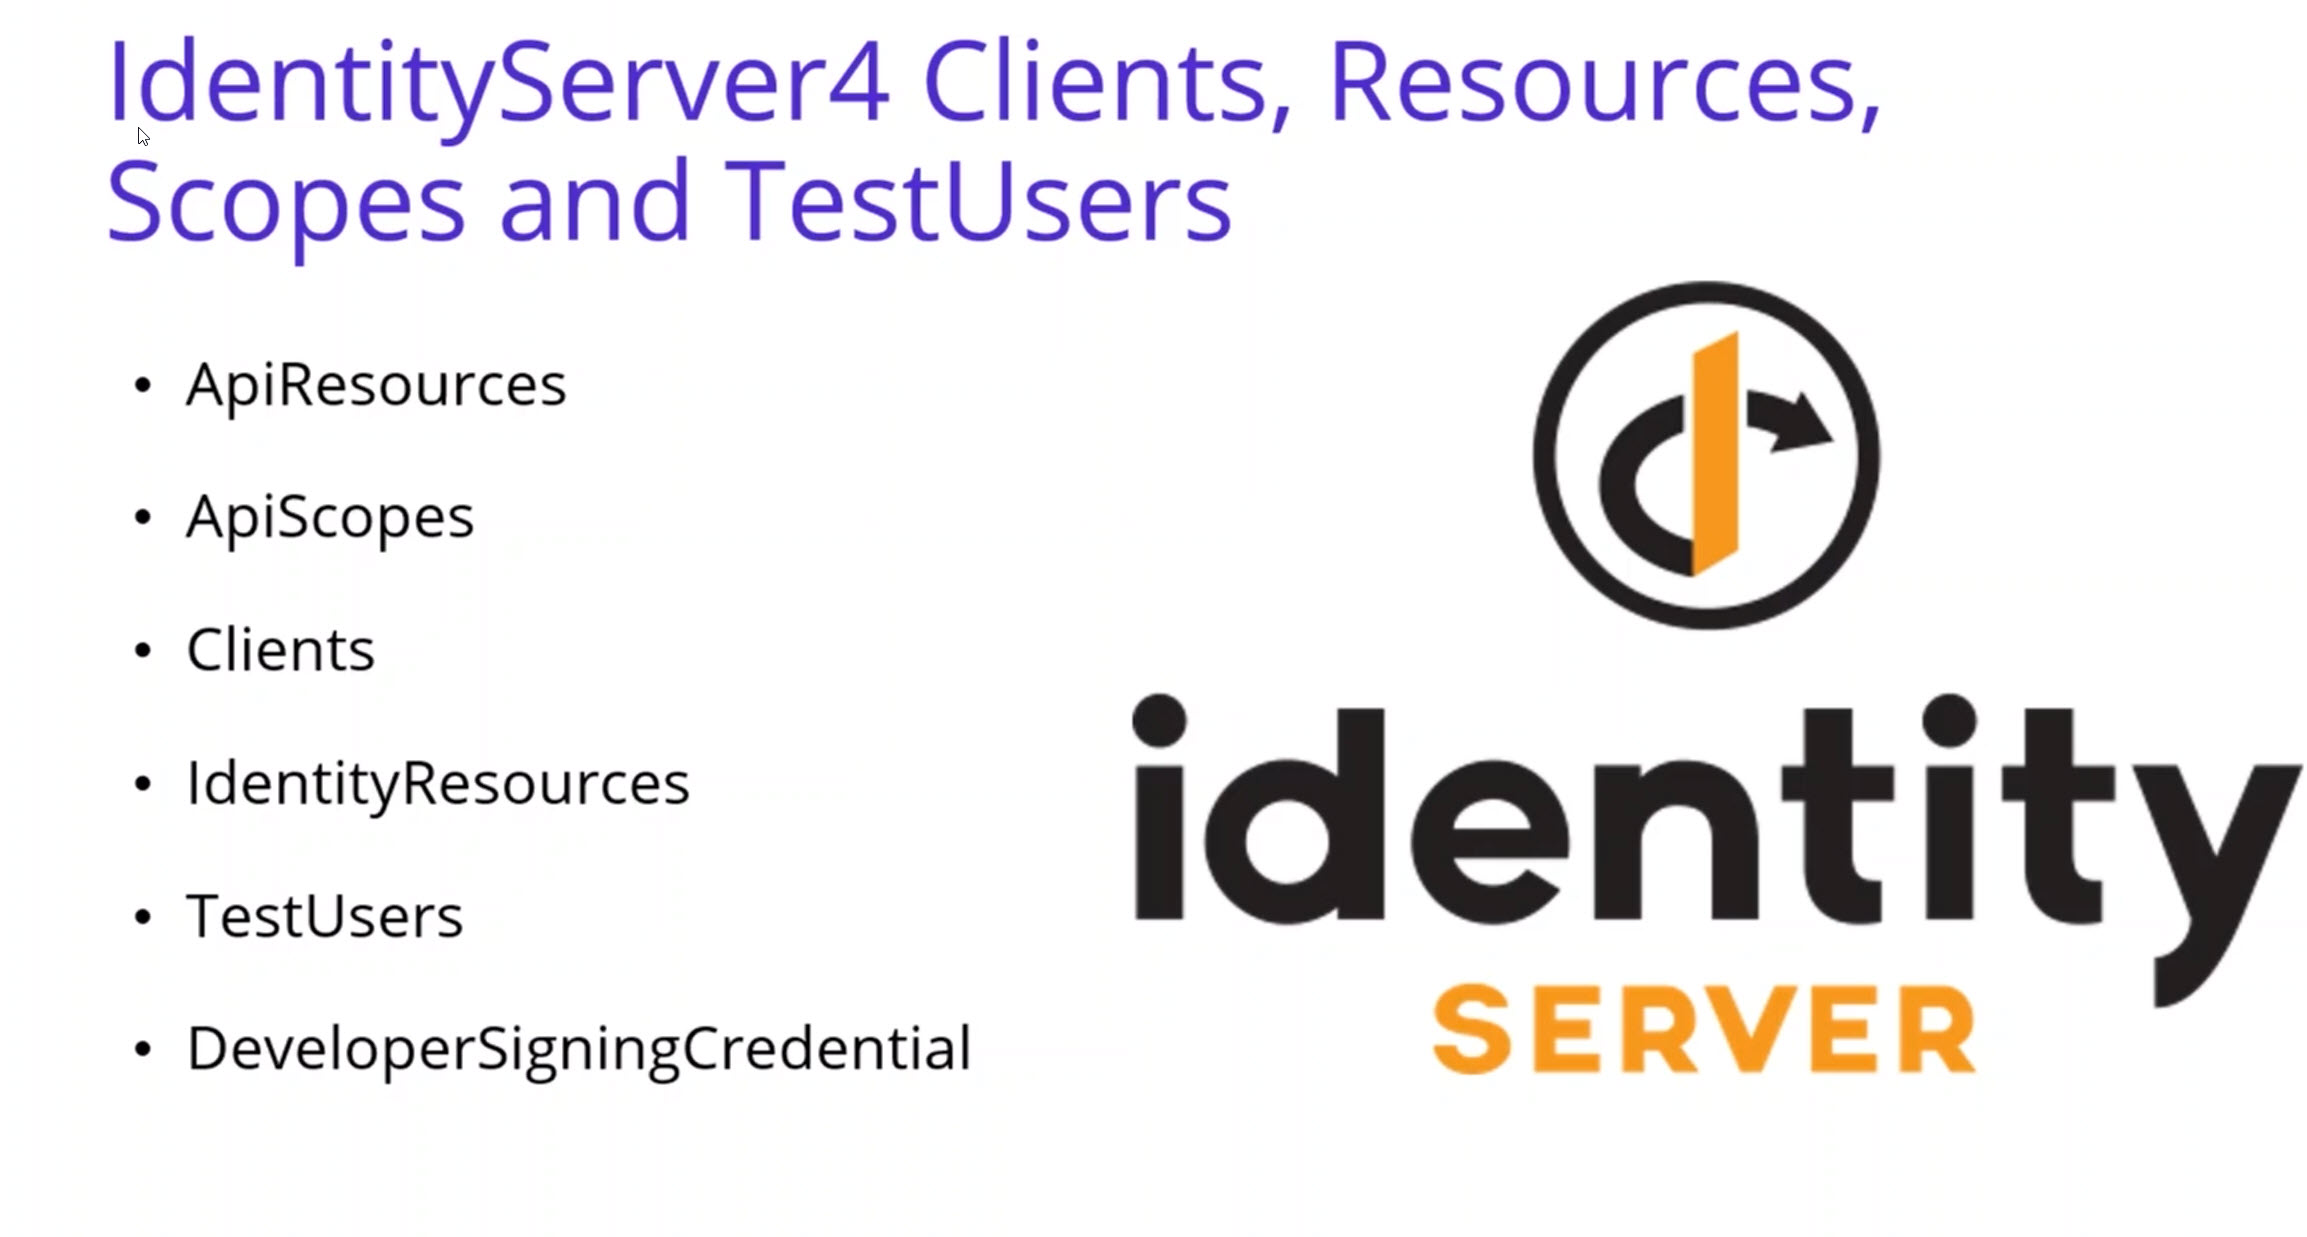 IdentityServer4 Clients, Resources,
Scopes and TestUsers
• ApiResources
• ApiScopes
• Clients
• IdentityResources
• TestUsers
• DeveloperSigningCredential
identity
SERVER